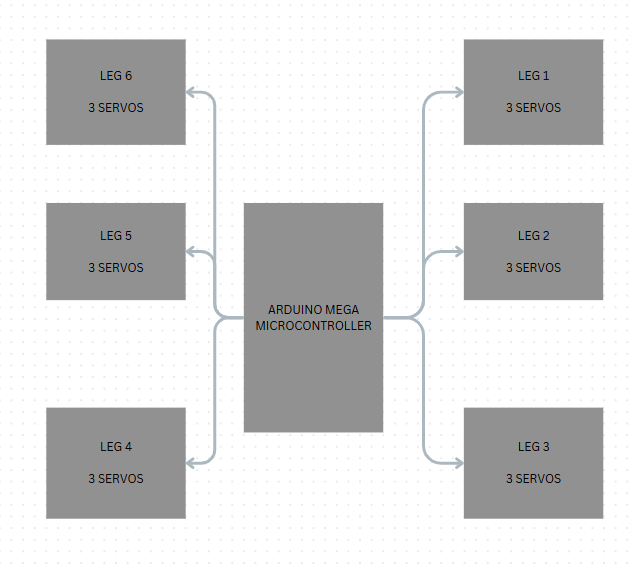 LEG 6
3 SERVOS
LEG 1
3 SERVOS
LEG 5
3 SERVOS
LEG 2
3 SERVOS
ARDUINO MEGA
MICROCONTROLLER
LEG 4
3 SERVOS
LEG 3
3 SERVOS